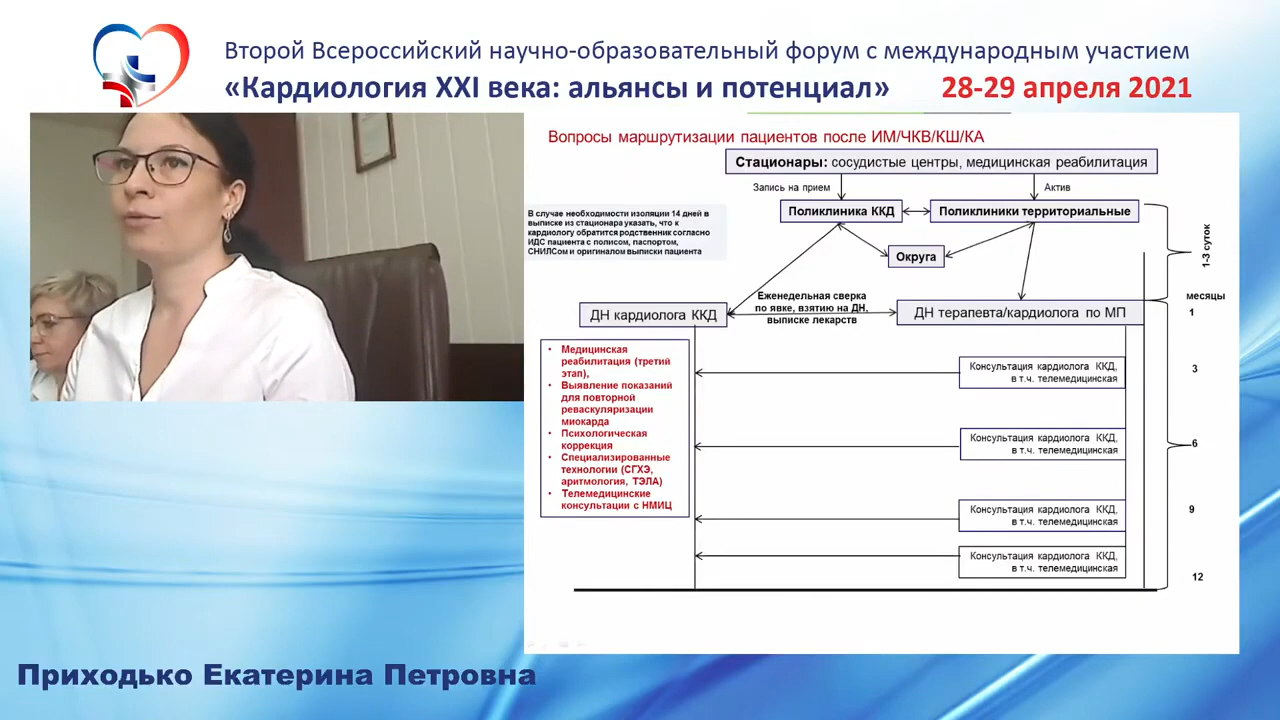 Второй Всероссийский научно-образовательный форум с международным участием
«Кардиология XXI века: альянсы и потенциал» 28-29 апреля 2021
Вопросы маршрутизации пациентов после ИМ/ЧКВ/КШ/КА
Стационары: сосудистые центры, медицинская реабилитация
Запись на прием
Актив
В случае необходимости изоляции 14 дней в
выписке из стационара указать, что к
кардиологу обратится родственник согласно
ИДС пациента с полисом, паспортом,
СНИЛСом и оригиналом выписки пациента
Поликлиника ККД
Поликлиники территориальные
Округа
1-3 суток
месяцы
ДН кардиолога ККД
Еженедельная сверка
по явке, взятию на ДН,
выписке лекарств
ДН терапевта/кардиолога по МП
1
• Медицинская
реабилитация (третий
этап),
• Выявление показаний
для повторной
реваскуляризации
миокарда
• Психологическая
коррекция
• Специализированные
технологии (СГХЭ,
аритмология, ТЭЛА)
• Телемедицинские
консультации с НМИЦ
Консультация кардиолога ККД,
в т.ч. телемедицинская
3
Консультация кардиолога ККД,
в т.ч. телемедицинская
6
Консультация кардиолога ККД,
в т.ч. телемедицинская
9
Консультация кардиолога ККД,
в т.ч. телемедицинская
12
Приходько Екатерина Петровна